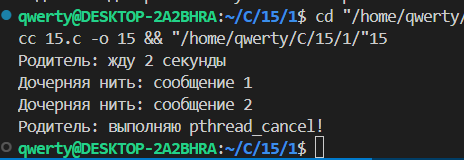 qwerty@DESKTOP-2A2BHRA:~/C/15/1$ cd "/home/qwerty/
cc 15.c -o 15 && "/home/qwerty/C/15/1/"15
Родитель: жду 2 секунды
Дочерняя нить: сообщение 1
Дочерняя нить: сообщение 2
Родитель: выполняю pthread_cancel!
qwerty@DESKTOP-2A2BHRA:~/C/15/1$